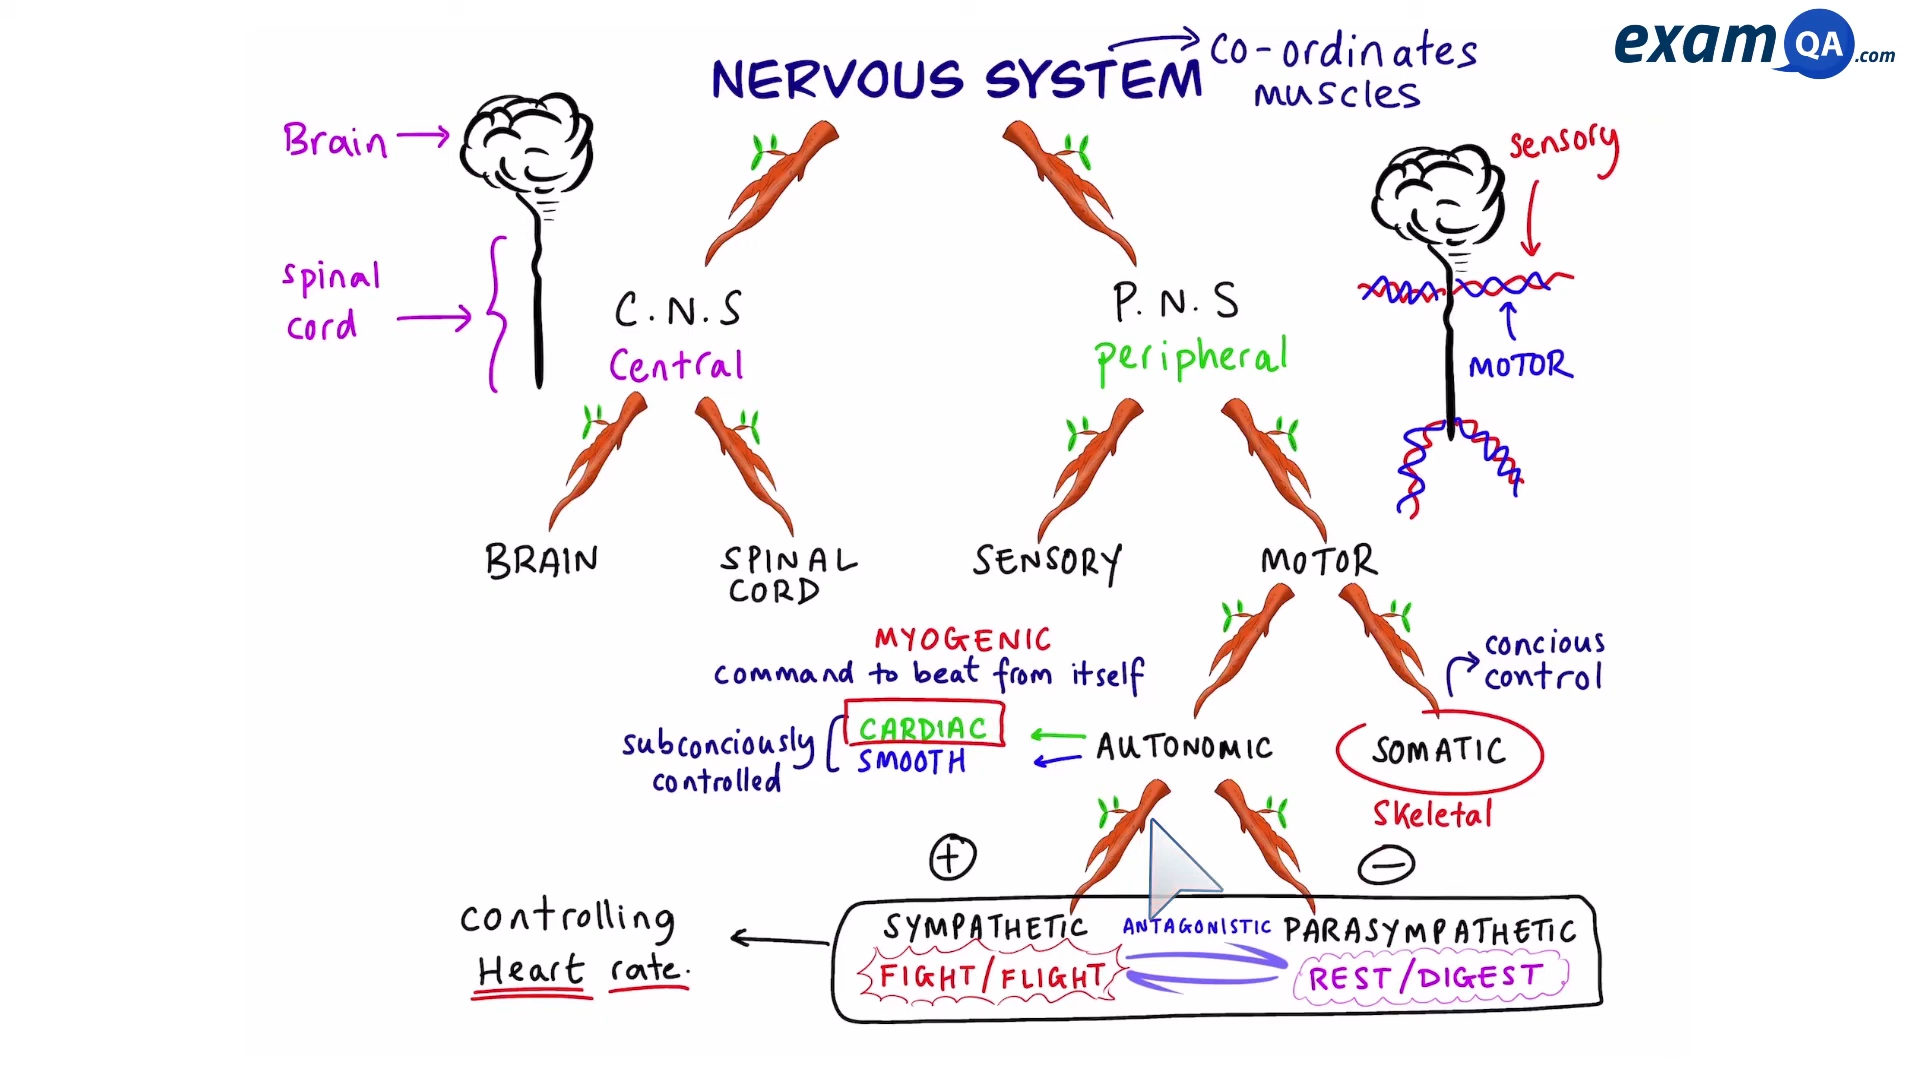 examQA.com
NERVOUS SYSTEM
co-ordinates
muscles
Brain
spinal
cord
sensory
MOTOR
C.N.S
Central
P.N.S
peripheral
BRAIN
SPINAL
CORD
SENSORY
MOTOR
MYOGENIC
command to beat from itself
concious
control
subconciously
controlled
CARDIAC
SMOOTH
AUTONOMIC
SOMATIC
Skeletal
+
−
controlling
Heart rate.
SYMPATHETIC
ANTAGONISTIC
PARASYMPATHETIC
FIGHT/FLIGHT
REST/DIGEST